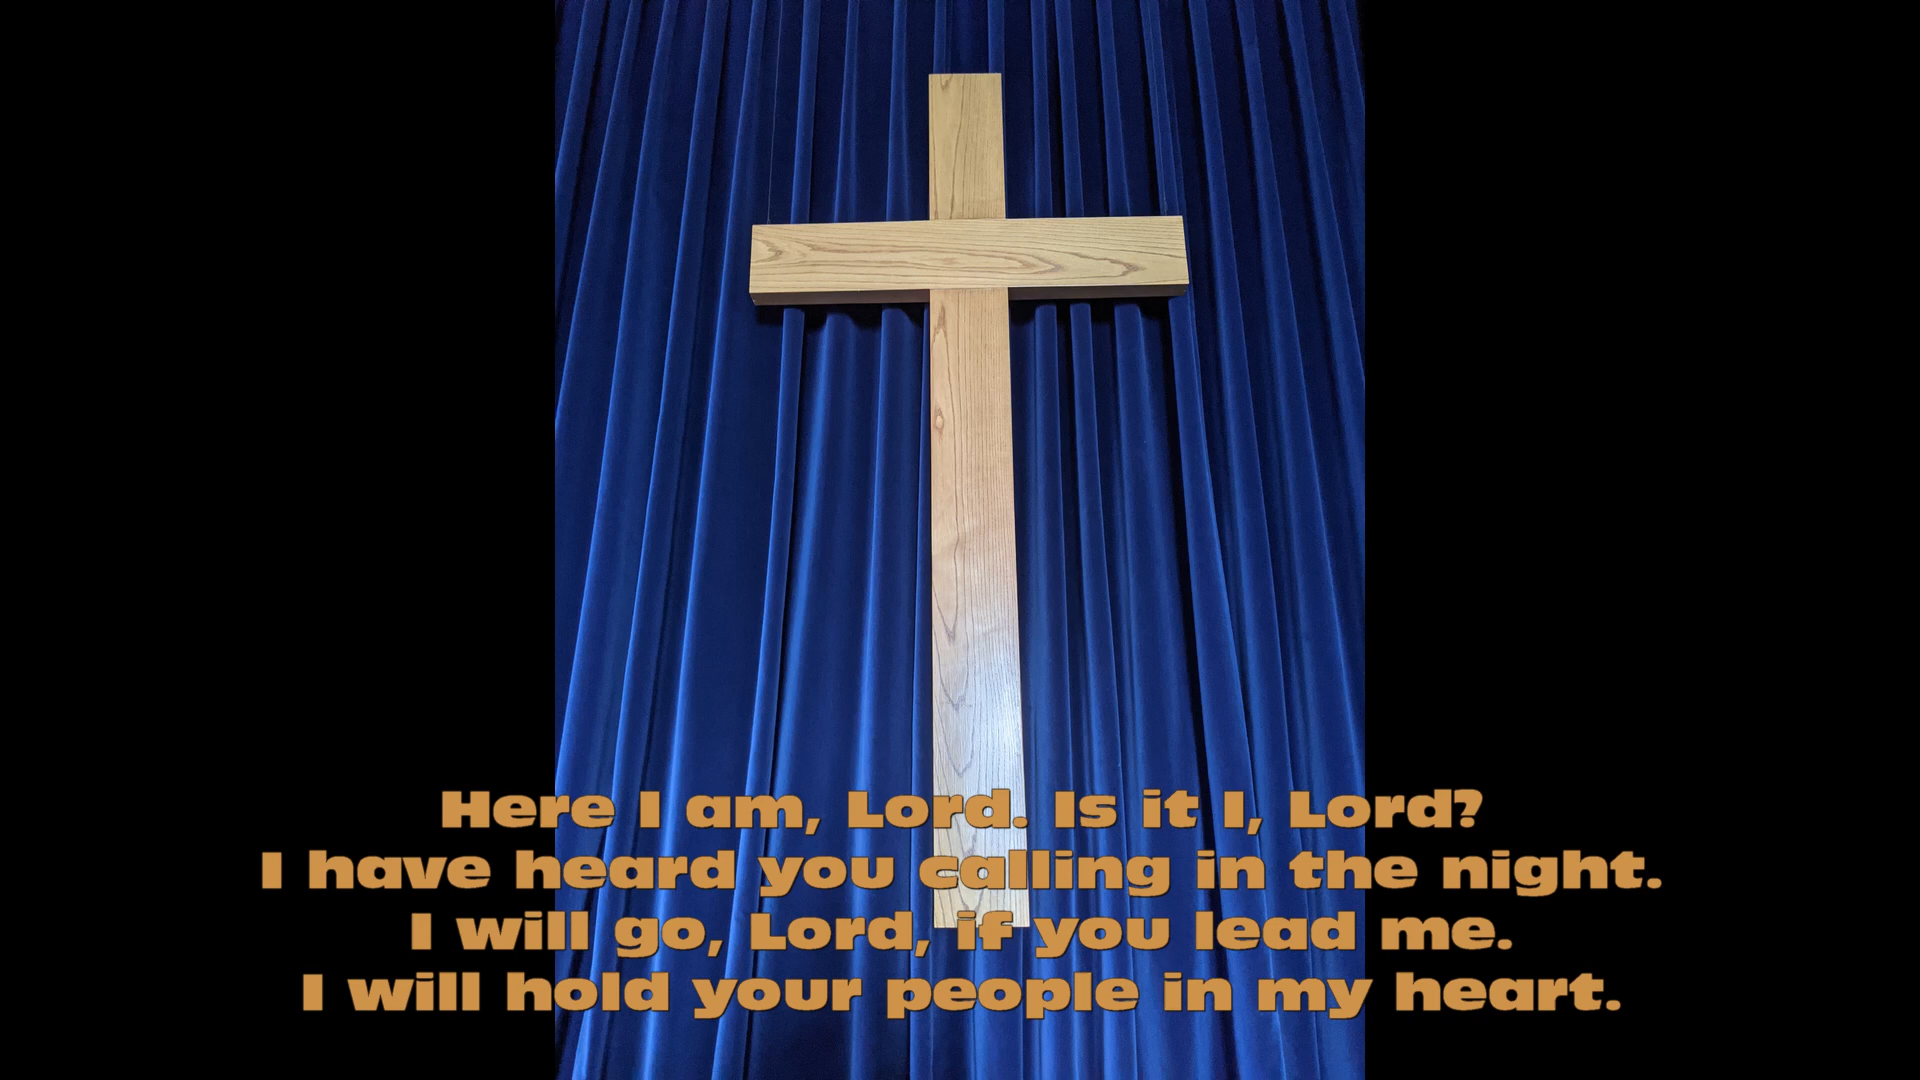 Here I am, Lord. Is it I, Lord?
I have heard you calling in the night.
I will go, Lord, if you lead me.
I will hold your people in my heart.